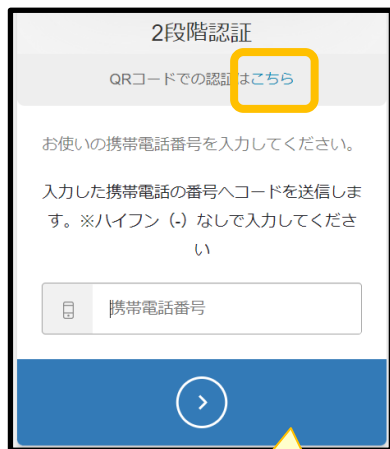 2段階認証
QRコードでの認証はこちら
お使いの携帯電話番号を入力してください。
入力した携帯電話の番号へコードを送信しま
す。※ハイフン（-）なしで入力してくださ
い
携帯電話番号